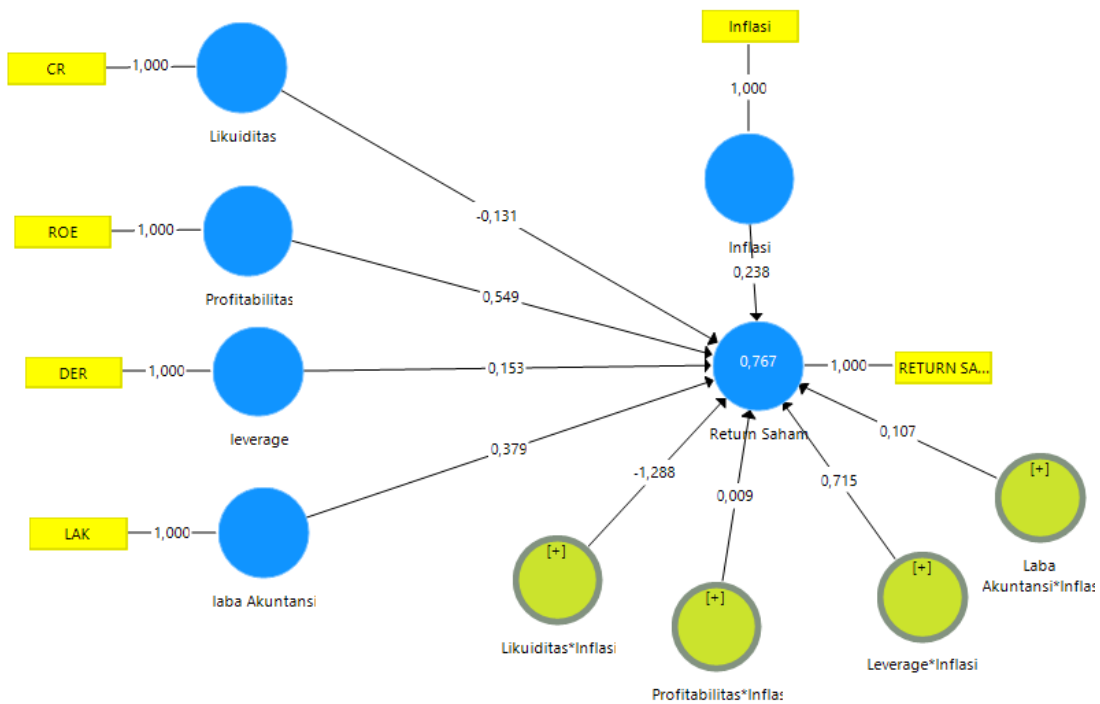 Inflasi
CR
1,000
Likuiditas
1,000
-0,131
Inflasi
0,238
ROE
1,000
Profitabilitas
0,549
DER
1,000
leverage
0,153
0,767
Return Saham
1,000
RETURN SA...
0,379
LAK
1,000
laba Akuntansi
-1,288
0,009
0,715
0,107
[+]
Likuiditas*Inflasi
[+]
Profitabilitas*Inflas
[+]
Leverage*Inflasi
[+]
Laba
Akuntansi*Inflas